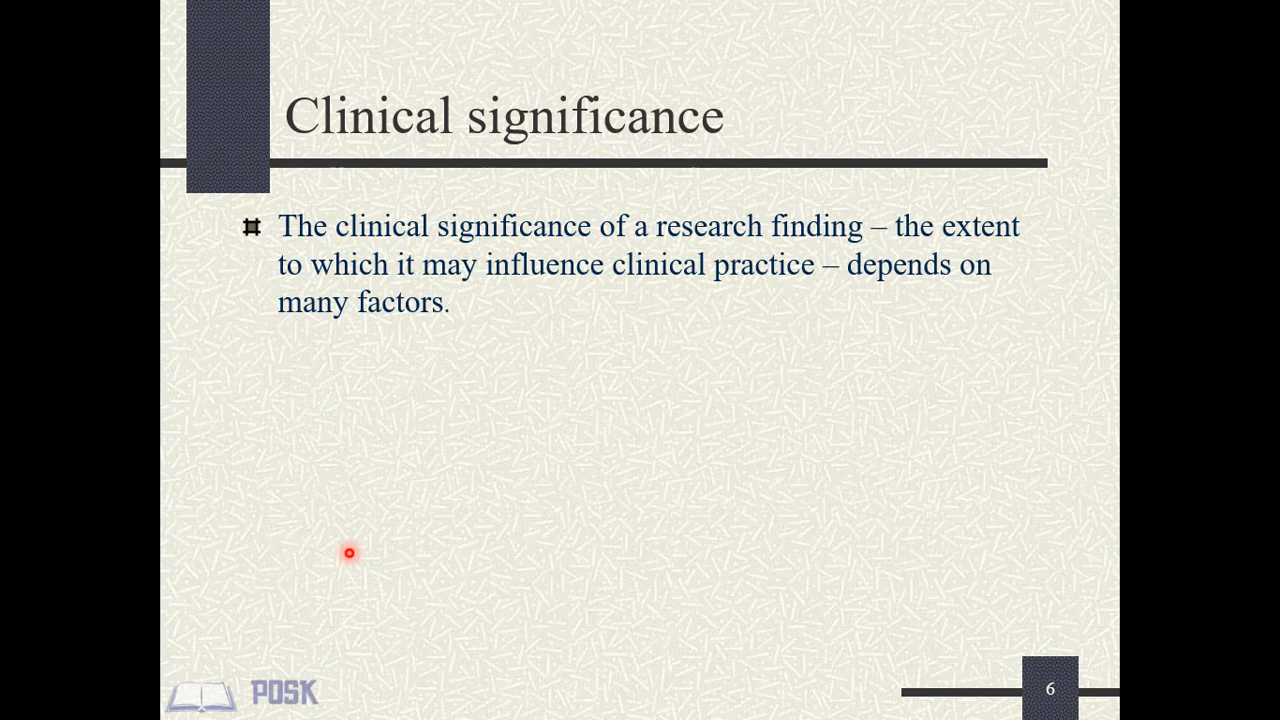 Clinical significance
The clinical significance of a research finding – the extent
to which it may influence clinical practice – depends on
many factors.
POSK
6